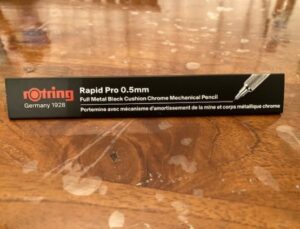 rotring
Germany 1928
Rapid Pro 0.5mm
Full Metal Black Cushion Chrome Mechanical Pencil
Portemine avec mécanisme d'amortissement de la mine et corps métallique chrome